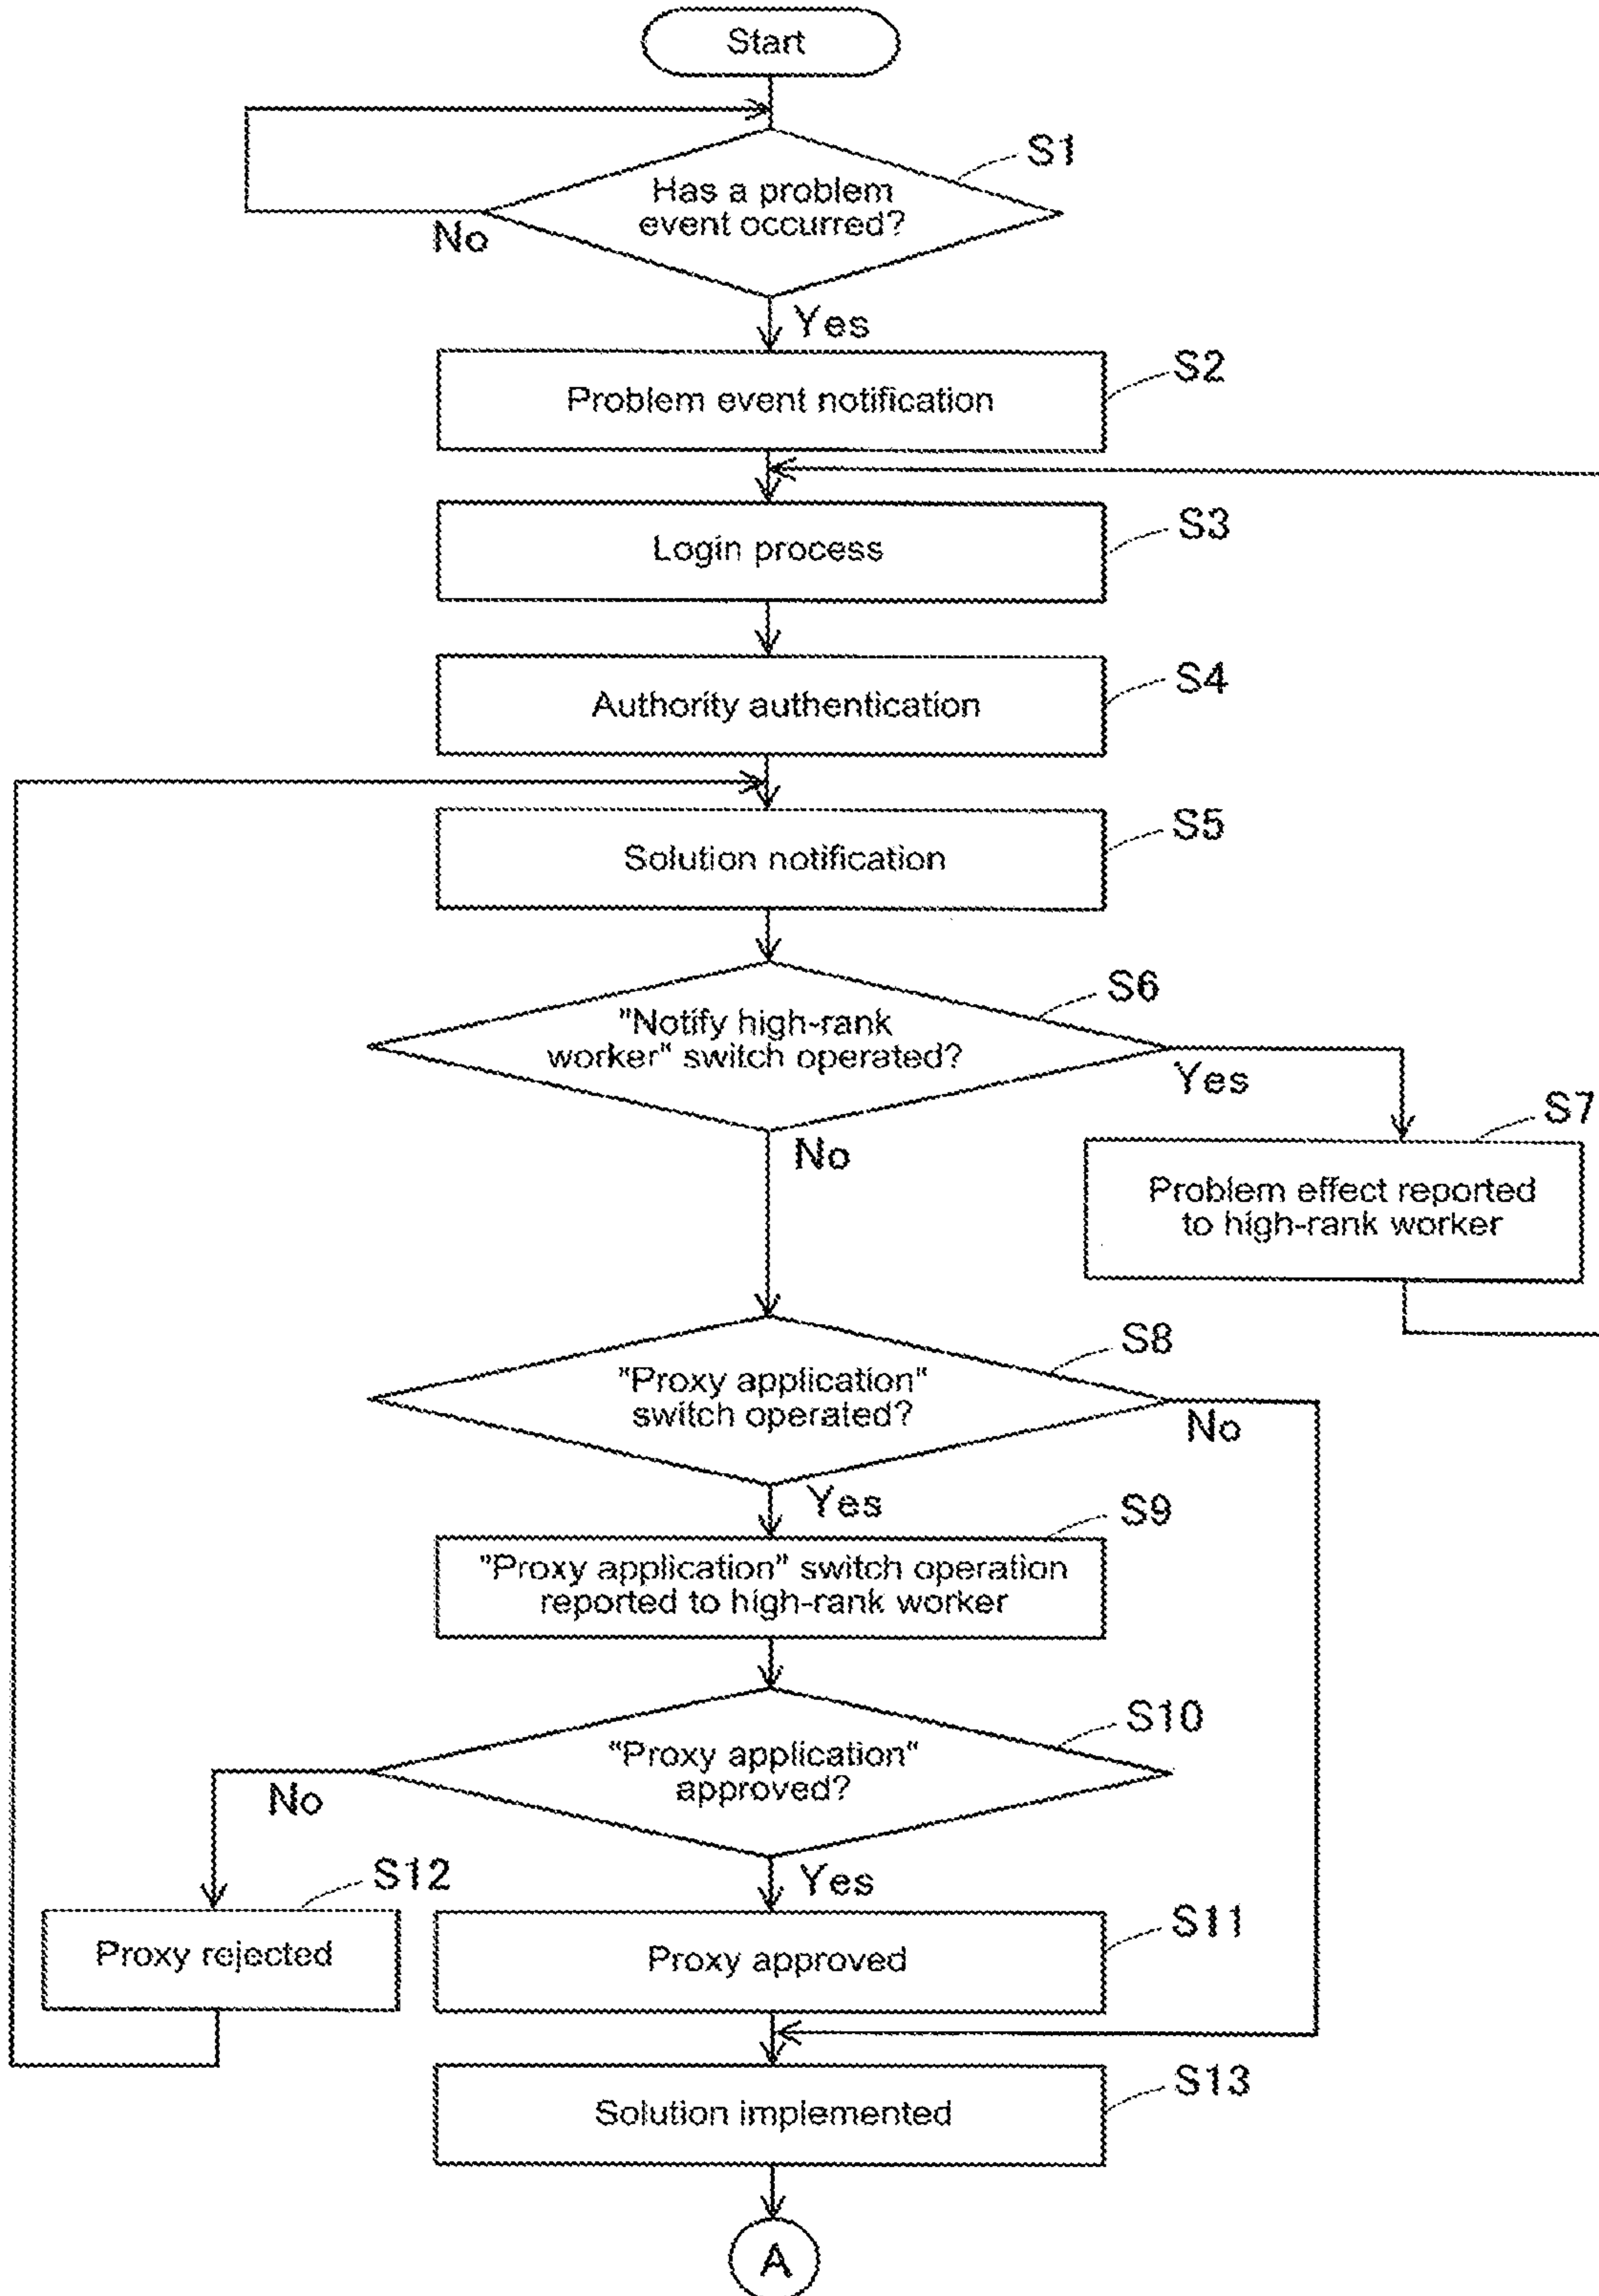 Start
S1
Has a problem
event occurred?
No
Yes
S2
Problem event notification
S3
Login process
S4
Authority authentication
S5
Solution notification
S6
"Notify high-rank
worker" switch operated?
Yes
No
S7
Problem effect reported
to high-rank worker
S8
"Proxy application"
switch operated?
No
Yes
S9
"Proxy application" switch operation
reported to high-rank worker
S10
"Proxy application"
approved?
No
Yes
S12
Proxy rejected
S11
Proxy approved
S13
Solution implemented
A